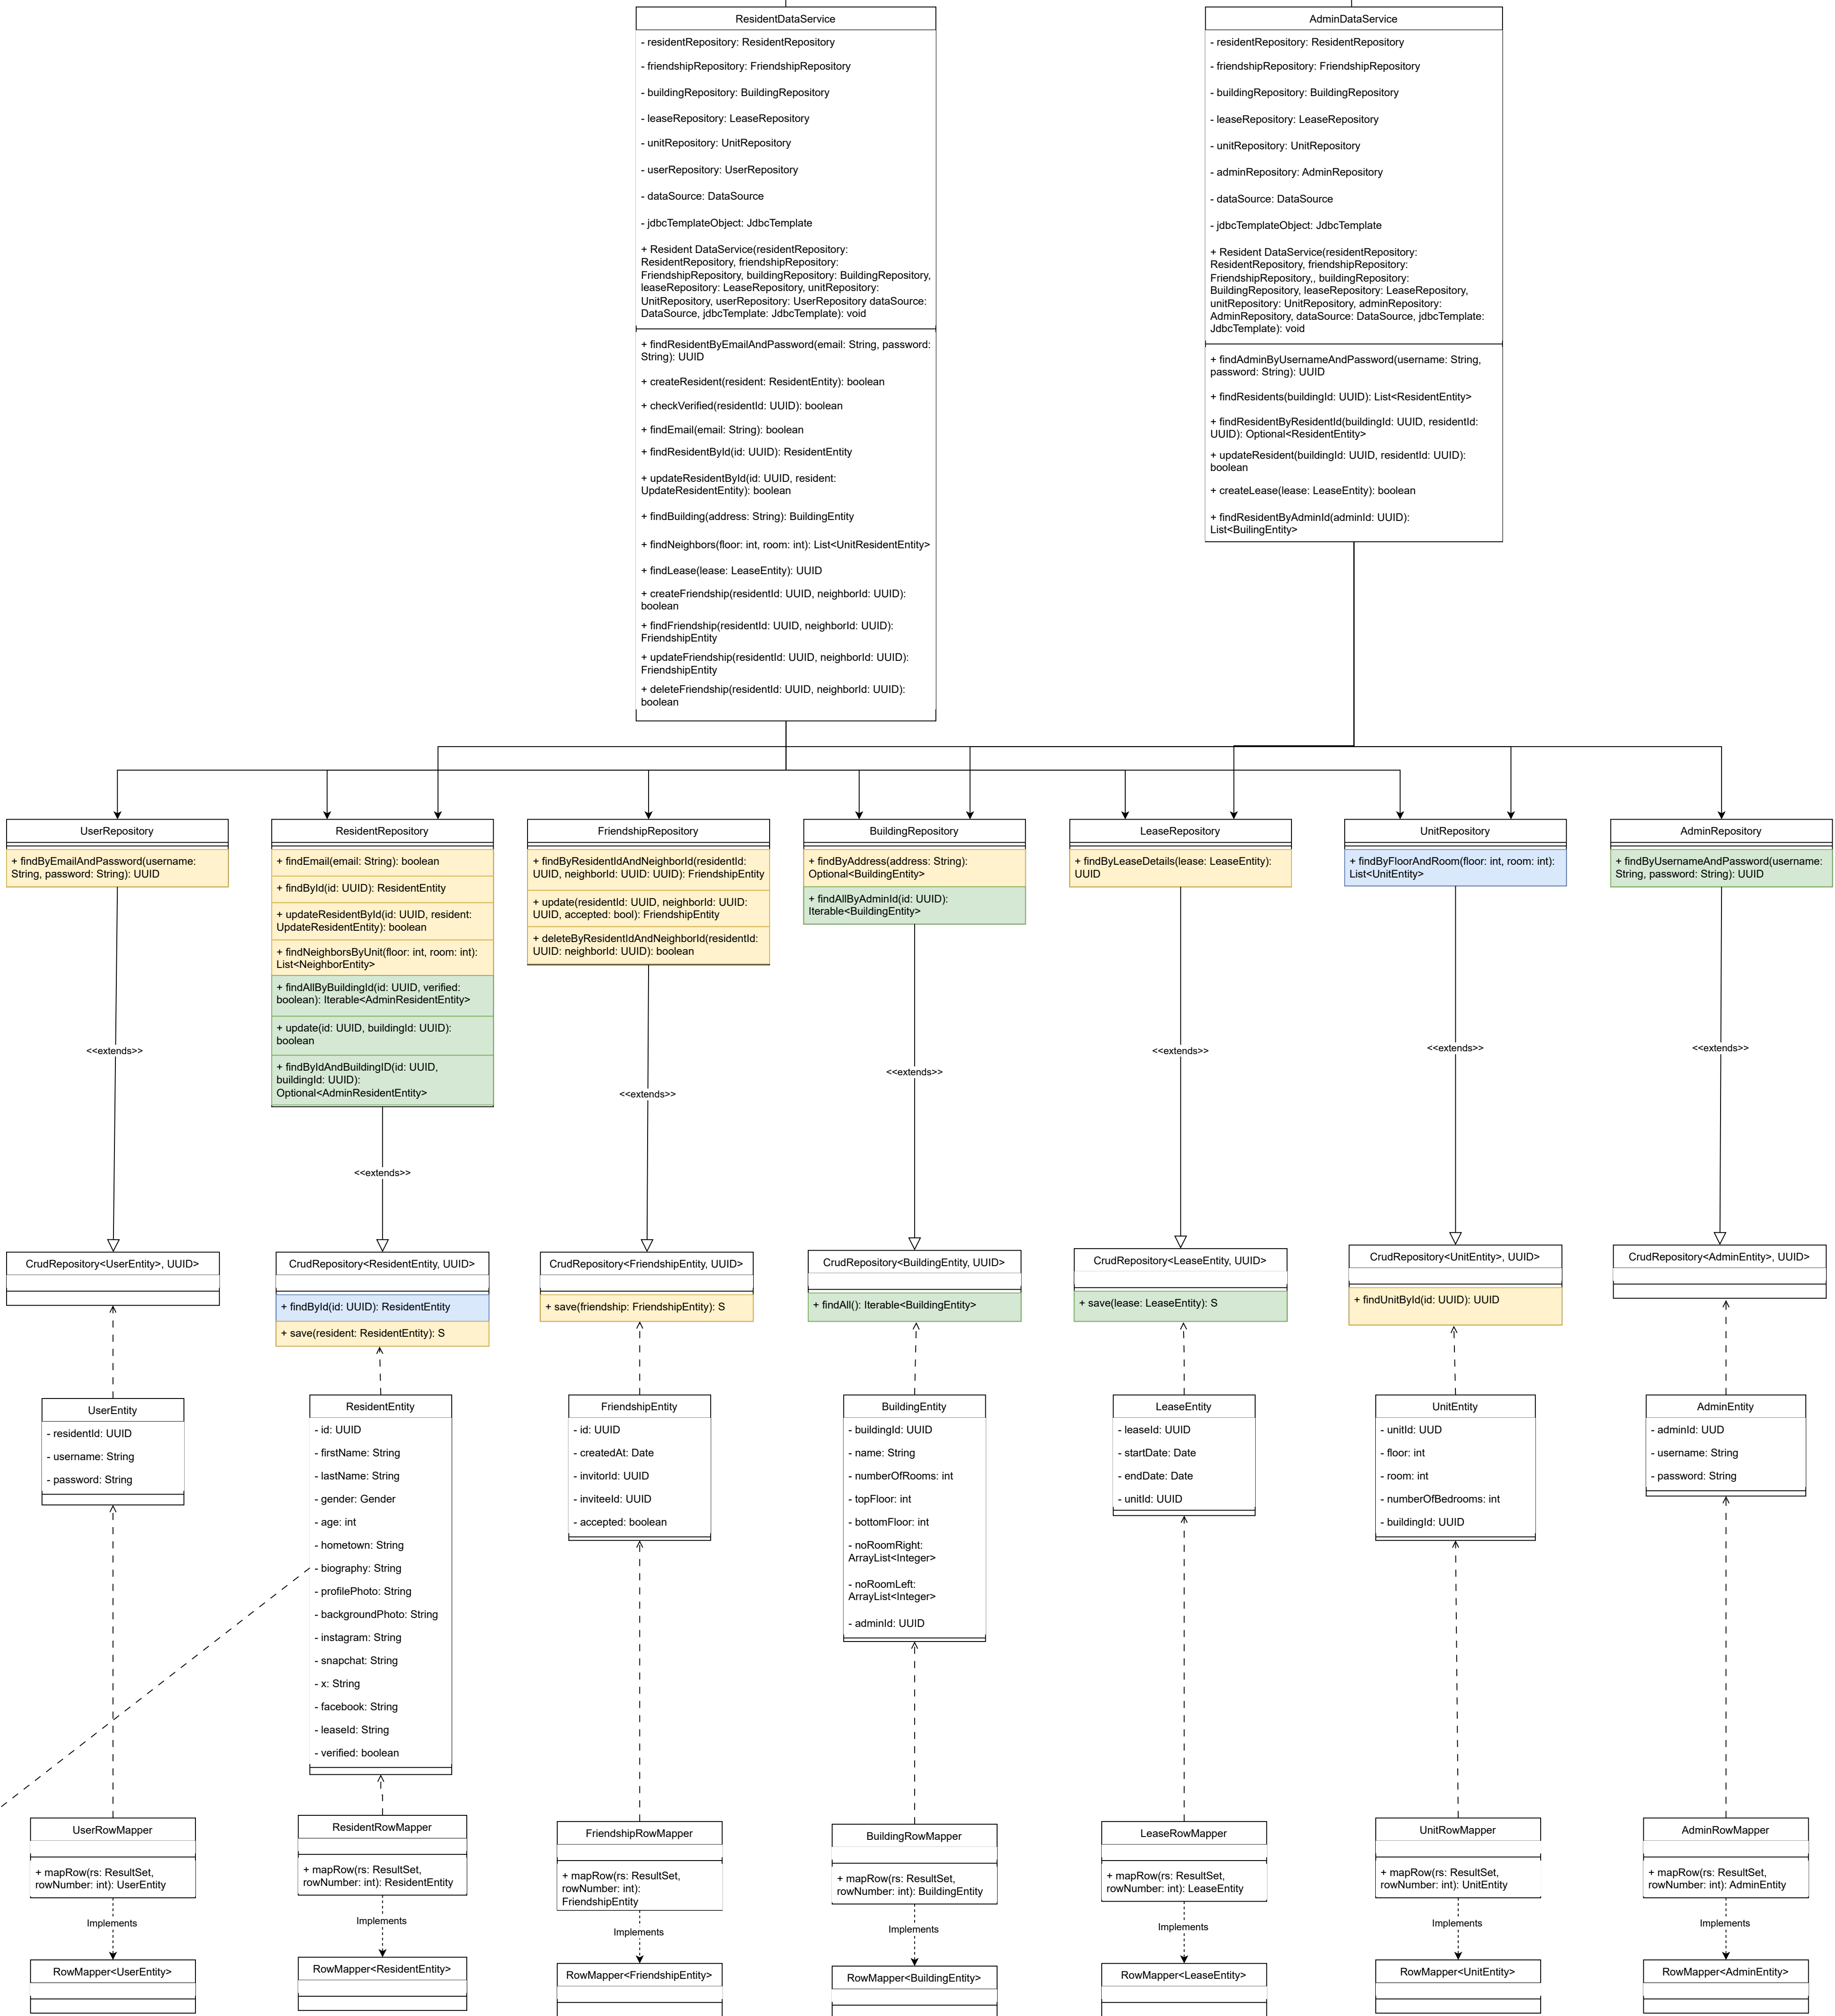 ResidentDataService
- residentRepository: ResidentRepository
- friendshipRepository: FriendshipRepository
- buildingRepository: BuildingRepository
- leaseRepository: LeaseRepository
- unitRepository: UnitRepository
- userRepository: UserRepository
- dataSource: DataSource
- jdbcTemplateObject: JdbcTemplate
+ Resident DataService(residentRepository:
ResidentRepository, friendshipRepository:
FriendshipRepository, buildingRepository: BuildingRepository,
leaseRepository: LeaseRepository, unitRepository:
UnitRepository, userRepository: UserRepository dataSource:
DataSource, jdbcTemplate: JdbcTemplate): void
+ findResidentByEmailAndPassword(email: String, password:
String): UUID
+ createResident(resident: ResidentEntity): boolean
+ checkVerified(residentId: UUID): boolean
+ findEmail(email: String): boolean
+ findResidentById(id: UUID): ResidentEntity
+ updateResidentById(id: UUID, resident:
UpdateResidentEntity): boolean
+ findBuilding(address: String): BuildingEntity
+ findNeighbors(floor: int, room: int): List<UnitResidentEntity>
+ findLease(lease: LeaseEntity): UUID
+ createFriendship(residentId: UUID, neighborId: UUID):
boolean
+ findFriendship(residentId: UUID, neighborId: UUID):
FriendshipEntity
+ updateFriendship(residentId: UUID, neighborId: UUID):
FriendshipEntity
+ deleteFriendship(residentId: UUID, neighborId: UUID):
boolean
AdminDataService
- residentRepository: ResidentRepository
- friendshipRepository: FriendshipRepository
- buildingRepository: BuildingRepository
- leaseRepository: LeaseRepository
- unitRepository: UnitRepository
- adminRepository: AdminRepository
- dataSource: DataSource
- jdbcTemplateObject: JdbcTemplate
+ Resident DataService(residentRepository:
ResidentRepository, friendshipRepository:
FriendshipRepository,, buildingRepository:
BuildingRepository, leaseRepository: LeaseRepository,
unitRepository: UnitRepository, adminRepository:
AdminRepository, dataSource: DataSource, jdbcTemplate:
JdbcTemplate): void
+ findAdminByUsernameAndPassword(username: String,
password: String): UUID
+ findResidents(buildingId: UUID): List<ResidentEntity>
+ findResidentByResidentId(buildingId: UUID, residentId:
UUID): Optional<ResidentEntity>
+ updateResident(buildingId: UUID, residentId: UUID):
boolean
+ createLease(lease: LeaseEntity): boolean
+ findResidentByAdminId(adminId: UUID):
List<BuilingEntity>
UserRepository
+ findByEmailAndPassword(username:
String, password: String): UUID
ResidentRepository
+ findEmail(email: String): boolean
+ findById(id: UUID): ResidentEntity
+ updateResidentById(id: UUID, resident:
UpdateResidentEntity): boolean
+ findNeighborsByUnit(floor: int, room: int):
List<NeighborEntity>
+ findAllByBuildingId(id: UUID, verified:
boolean): Iterable<AdminResidentEntity>
+ update(id: UUID, buildingId: UUID):
boolean
+ findByIdAndBuildingID(id: UUID,
buildingId: UUID):
Optional<AdminResidentEntity>
FriendshipRepository
+ findByResidentIdAndNeighborId(residentId:
UUID, neighborId: UUID: UUID): FriendshipEntity
+ update(residentId: UUID, neighborId: UUID:
UUID, accepted: bool): FriendshipEntity
+ deleteByResidentIdAndNeighborId(residentId:
UUID: neighborId: UUID): boolean
BuildingRepository
+ findByAddress(address: String):
Optional<BuildingEntity>
+ findAllByAdminId(id: UUID):
Iterable<BuildingEntity>
LeaseRepository
+ findByLeaseDetails(lease: LeaseEntity):
UUID
UnitRepository
+ findByFloorAndRoom(floor: int, room: int):
List<UnitEntity>
AdminRepository
+ findByUsernameAndPassword(username:
String, password: String): UUID
<<extends>>
<<extends>>
<<extends>>
<<extends>>
<<extends>>
<<extends>>
<<extends>>
CrudRepository<UserEntity>, UUID>
CrudRepository<ResidentEntity, UUID>
+ findById(id: UUID): ResidentEntity
+ save(resident: ResidentEntity): S
CrudRepository<FriendshipEntity, UUID>
+ save(friendship: FriendshipEntity): S
CrudRepository<BuildingEntity, UUID>
+ findAll(): Iterable<BuildingEntity>
CrudRepository<LeaseEntity, UUID>
+ save(lease: LeaseEntity): S
CrudRepository<UnitEntity>, UUID>
+ findUnitById(id: UUID): UUID
CrudRepository<AdminEntity>, UUID>
UserEntity
- residentId: UUID
- username: String
- password: String
ResidentEntity
- id: UUID
- firstName: String
- lastName: String
- gender: Gender
- age: int
- hometown: String
- biography: String
- profilePhoto: String
- backgroundPhoto: String
- instagram: String
- snapchat: String
- x: String
- facebook: String
- leaseId: String
- verified: boolean
FriendshipEntity
- id: UUID
- createdAt: Date
- invitorId: UUID
- inviteeId: UUID
- accepted: boolean
BuildingEntity
- buildingId: UUID
- name: String
- numberOfRooms: int
- topFloor: int
- bottomFloor: int
- noRoomRight:
ArrayList<Integer>
- noRoomLeft:
ArrayList<Integer>
- adminId: UUID
LeaseEntity
- leaseId: UUID
- startDate: Date
- endDate: Date
- unitId: UUID
UnitEntity
- unitId: UUD
- floor: int
- room: int
- numberOfBedrooms: int
- buildingId: UUID
AdminEntity
- adminId: UUD
- username: String
- password: String
UserRowMapper
+ mapRow(rs: ResultSet,
rowNumber: int): UserEntity
Implements
RowMapper<UserEntity>
ResidentRowMapper
+ mapRow(rs: ResultSet,
rowNumber: int): ResidentEntity
Implements
RowMapper<ResidentEntity>
FriendshipRowMapper
+ mapRow(rs: ResultSet,
rowNumber: int):
FriendshipEntity
Implements
RowMapper<FriendshipEntity>
BuildingRowMapper
+ mapRow(rs: ResultSet,
rowNumber: int): BuildingEntity
Implements
RowMapper<BuildingEntity>
LeaseRowMapper
+ mapRow(rs: ResultSet,
rowNumber: int): LeaseEntity
Implements
RowMapper<LeaseEntity>
UnitRowMapper
+ mapRow(rs: ResultSet,
rowNumber: int): UnitEntity
Implements
RowMapper<UnitEntity>
AdminRowMapper
+ mapRow(rs: ResultSet,
rowNumber: int): AdminEntity
Implements
RowMapper<AdminEntity>